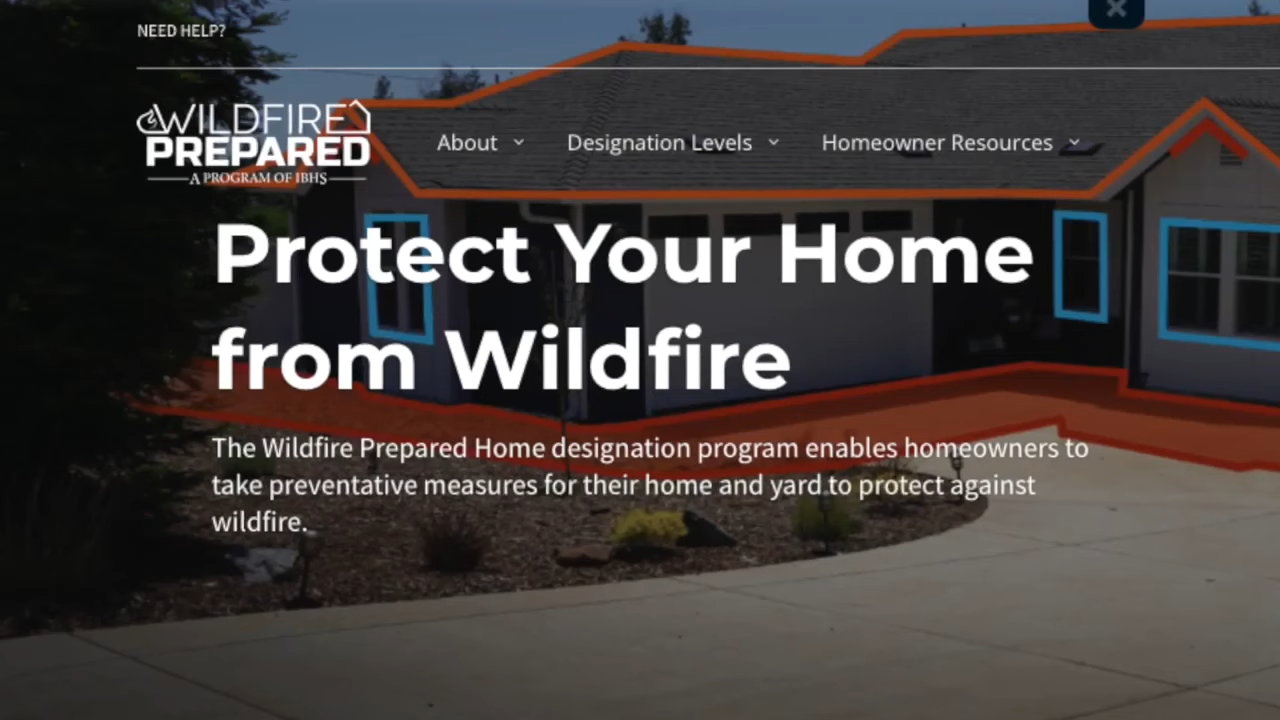 NEED HELP?
WILDFIRE
PREPARED
A PROGRAM OF IBHS
About
Designation Levels
Homeowner Resources
Protect Your Home
from Wildfire
The Wildfire Prepared Home designation program enables homeowners to
take preventative measures for their home and yard to protect against
wildfire.